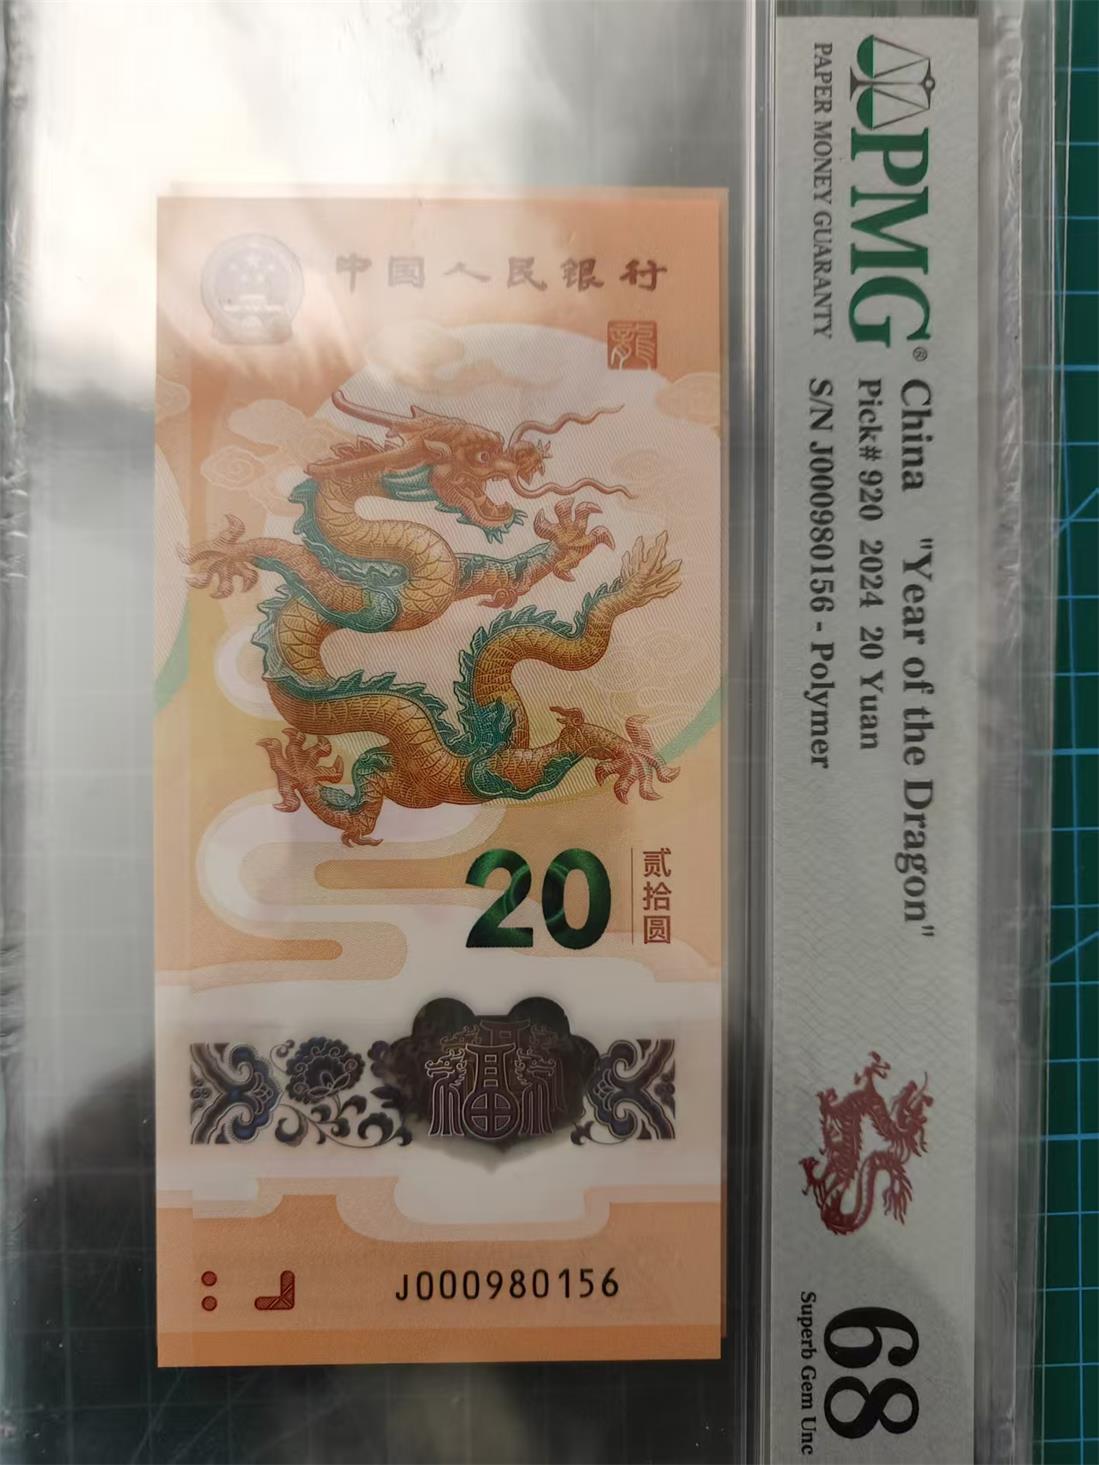 中国人民银行
龍
20
贰拾圆
福
J000980156
PMG®
PAPER MONEY GUARANTY
China "Year of the Dragon"
Pick# 920 2024 20 Yuan
S/N J000980156 - Polymer
68
Superb Gem Unc